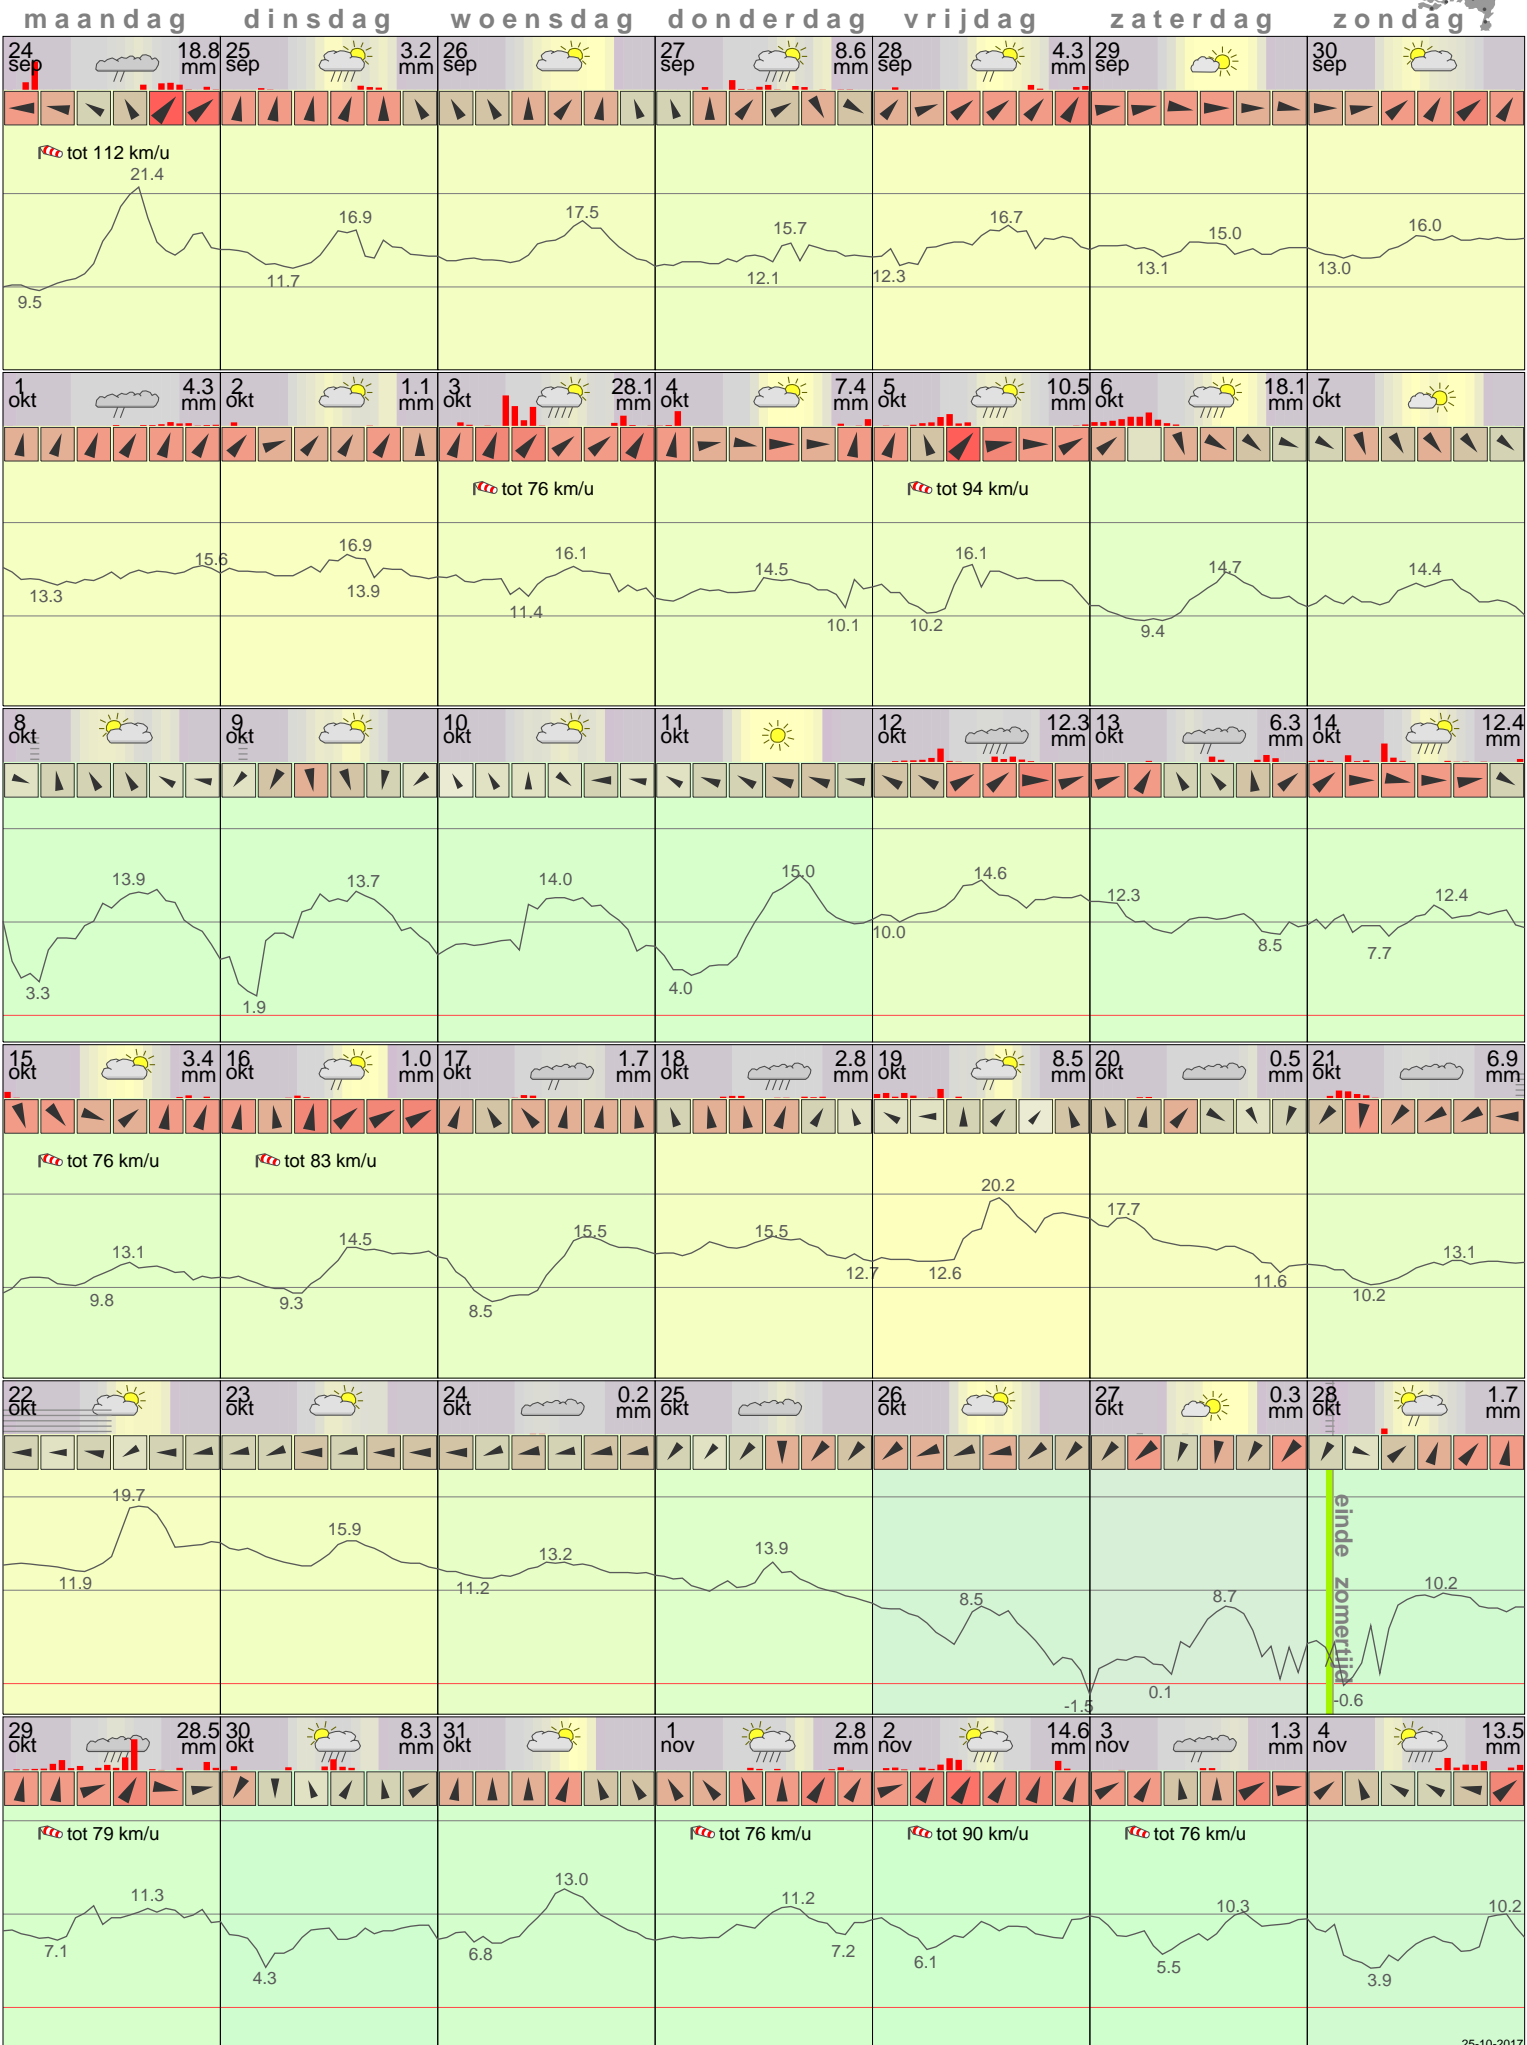 maandag dinsdag woensdag donderdag vrijdag zaterdag zondag
24 sep 18.8 mm 25 sep 3.2 mm 26 sep 27 sep 8.6 mm 28 sep 4.3 mm 29 sep 30 sep
tot 112 km/u
21.4 16.9 17.5 15.7 16.7 15.0 16.0
9.5 11.7 12.1 12.3 13.1 13.0
1 okt 4.3 mm 2 okt 1.1 mm 3 okt 28.1 mm 4 okt 7.4 mm 5 okt 10.5 mm 6 okt 18.1 mm 7 okt
tot 76 km/u tot 94 km/u
15.6 16.9 16.1 14.5 16.1 14.7 14.4
13.3 13.9 11.4 10.1 10.2 9.4
8 okt 9 okt 10 okt 11 okt 12 okt 12.3 mm 13 okt 6.3 mm 14 okt 12.4 mm
13.9 13.7 14.0 15.0 14.6 12.3 12.4
3.3 1.9 4.0 10.0 8.5 7.7
15 okt 3.4 mm 16 okt 1.0 mm 17 okt 1.7 mm 18 okt 2.8 mm 19 okt 8.5 mm 20 okt 0.5 mm 21 okt 6.9 mm
tot 76 km/u tot 83 km/u
13.1 14.5 15.5 15.5 20.2 17.7 13.1
9.8 9.3 8.5 12.7 12.6 11.6 10.2
22 okt 23 okt 24 okt 0.2 mm 25 okt 26 okt 27 okt 0.3 mm 28 okt 1.7 mm
19.7 15.9 13.2 13.9 8.5 8.7 10.2
11.9 11.2 -1.5 0.1 -0.6
einde zomertijd
29 okt 28.5 mm 30 okt 8.3 mm 31 okt 1 nov 2.8 mm 2 nov 14.6 mm 3 nov 1.3 mm 4 nov 13.5 mm
tot 79 km/u tot 76 km/u tot 90 km/u tot 76 km/u
11.3 13.0 11.2 10.3 10.2
7.1 4.3 6.8 7.2 6.1 5.5 3.9
25-10-2017